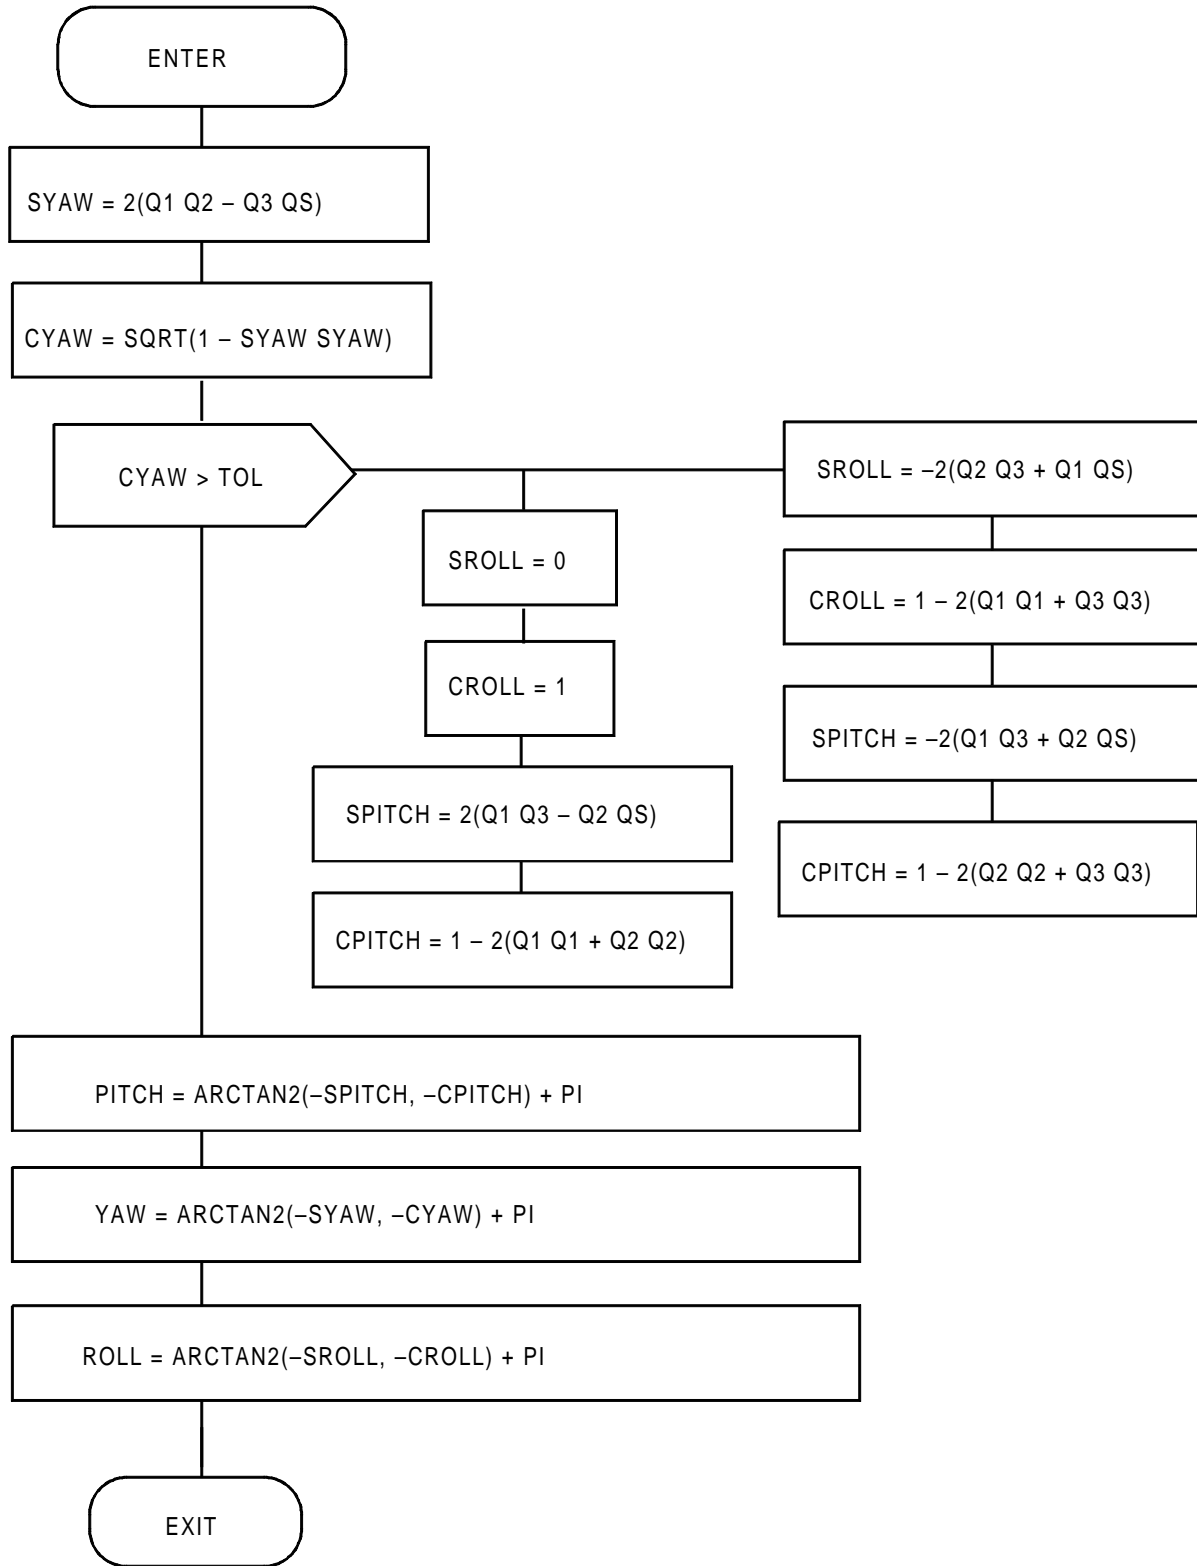 ENTER
SYAW = 2(Q1 Q2 – Q3 QS)
CYAW = SQRT(1 – SYAW SYAW)
CYAW > TOL
SROLL = 0
CROLL = 1
SPITCH = 2(Q1 Q3 – Q2 QS)
CPITCH = 1 – 2(Q1 Q1 + Q2 Q2)
SROLL = –2(Q2 Q3 + Q1 QS)
CROLL = 1 – 2(Q1 Q1 + Q3 Q3)
SPITCH = –2(Q1 Q3 + Q2 QS)
CPITCH = 1 – 2(Q2 Q2 + Q3 Q3)
PITCH = ARCTAN2(–SPITCH, –CPITCH) + PI
YAW = ARCTAN2(–SYAW, –CYAW) + PI
ROLL = ARCTAN2(–SROLL, –CROLL) + PI
EXIT